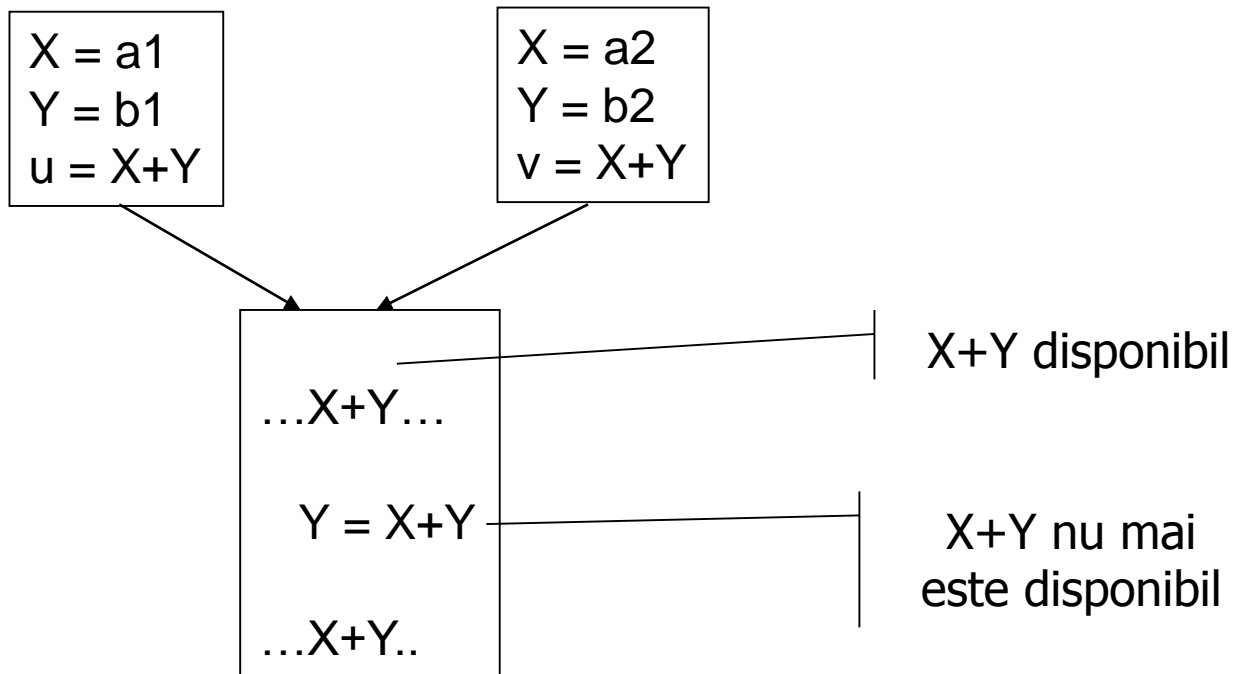 X = a1
Y = b1
u = X+Y
X = a2
Y = b2
v = X+Y
X+Y disponibil
…X+Y…
Y = X+Y
X+Y nu mai
este disponibil
…X+Y..